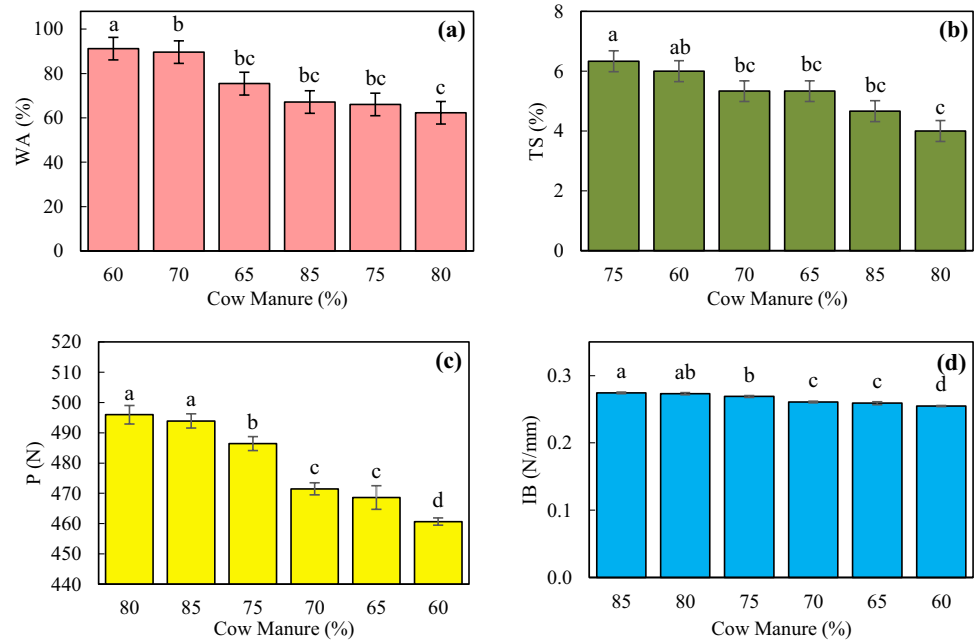 (a)
100
80
60
40
20
0
WA (%)
a b bc bc bc c
60 70 65 85 75 80
Cow Manure (%)
(b)
8
6
4
2
0
TS (%)
a ab bc bc bc c
75 60 70 65 85 80
Cow Manure (%)
(c)
520
510
500
490
480
470
460
450
440
P (N)
a a b c c d
80 85 75 70 65 60
Cow Manure (%)
(d)
0.3
0.2
0.1
0.0
IB (N/mm)
a ab b c c d
85 80 75 70 65 60
Cow Manure (%)